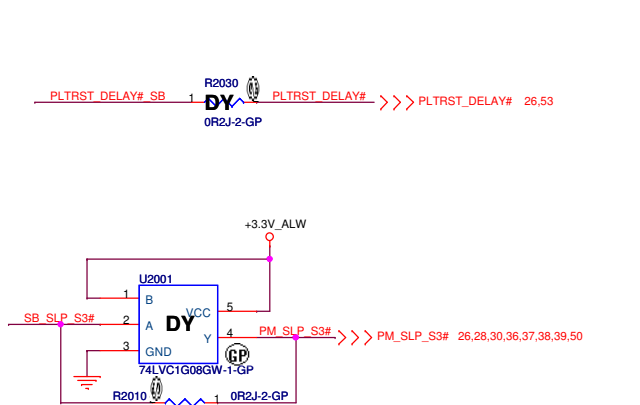 R2030
PLTRST_DELAY#_SB 1 DY PLTRST_DELAY# PLTRST_DELAY# 26,53
0R2J-2-GP
+3.3V_ALW
U2001
1 B
VCC 5
SB_SLP_S3# 2 A DY
Y 4 PM_SLP_S3# PM_SLP_S3# 26,28,30,36,37,38,39,50
3 GND
GP
74LVC1G08GW-1-GP
R2010 1 0R2J-2-GP